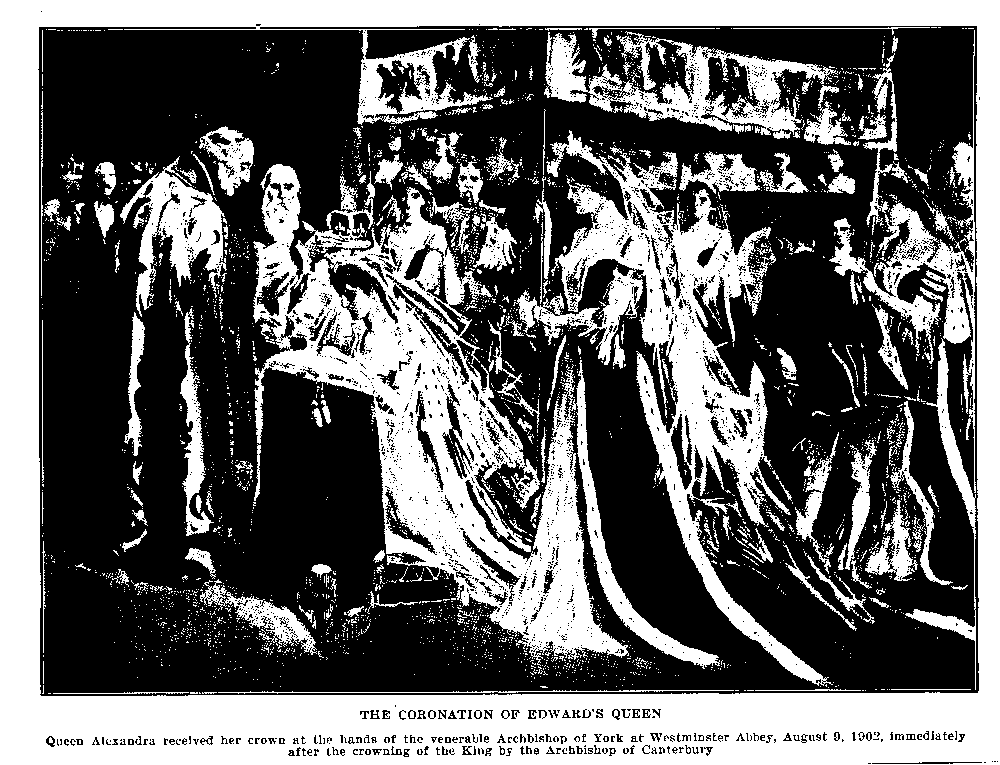 THE CORONATION OF EDWARD'S QUEEN
Queen Alexandra received her crown at the hands of the venerable Archbishop of York at Westminster Abbey, August 9, 1902, immediately
after the crowning of the King by the Archbishop of Canterbury